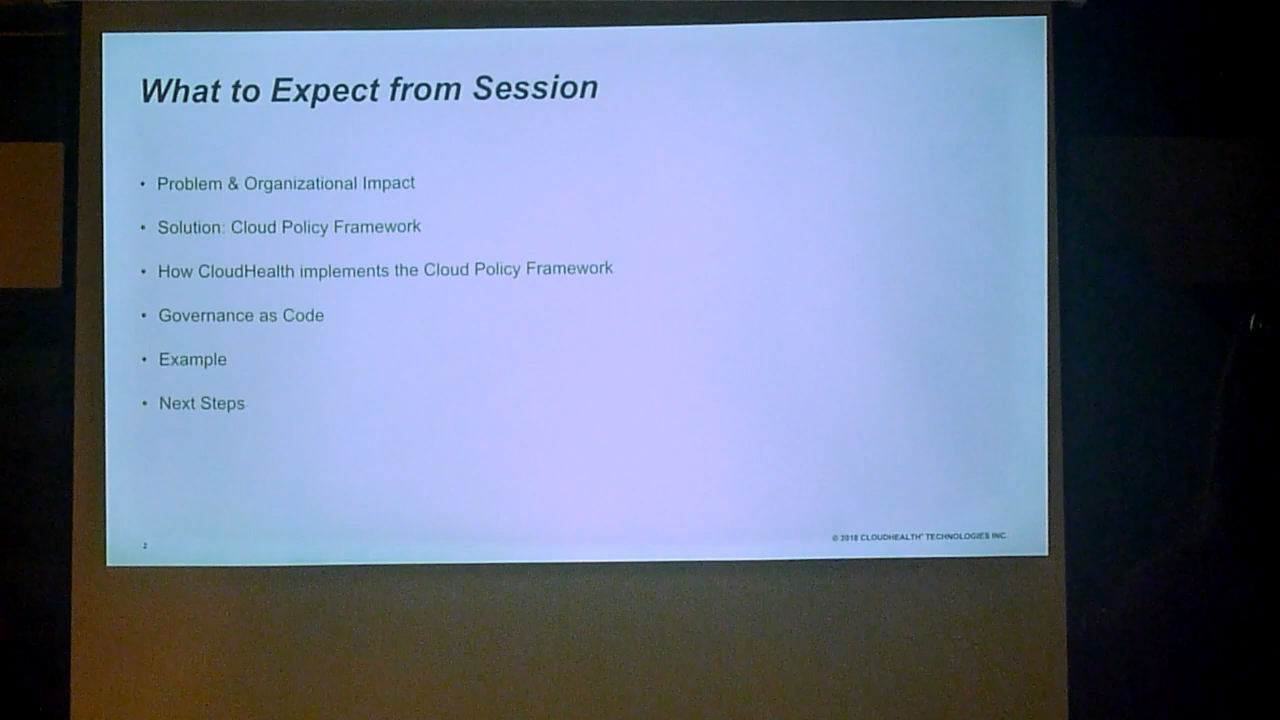 What to Expect from Session
• Problem & Organizational Impact
• Solution: Cloud Policy Framework
• How CloudHealth implements the Cloud Policy Framework
• Governance as Code
• Example
• Next Steps
2
© 2018 CLOUDHEALTH® TECHNOLOGIES INC.